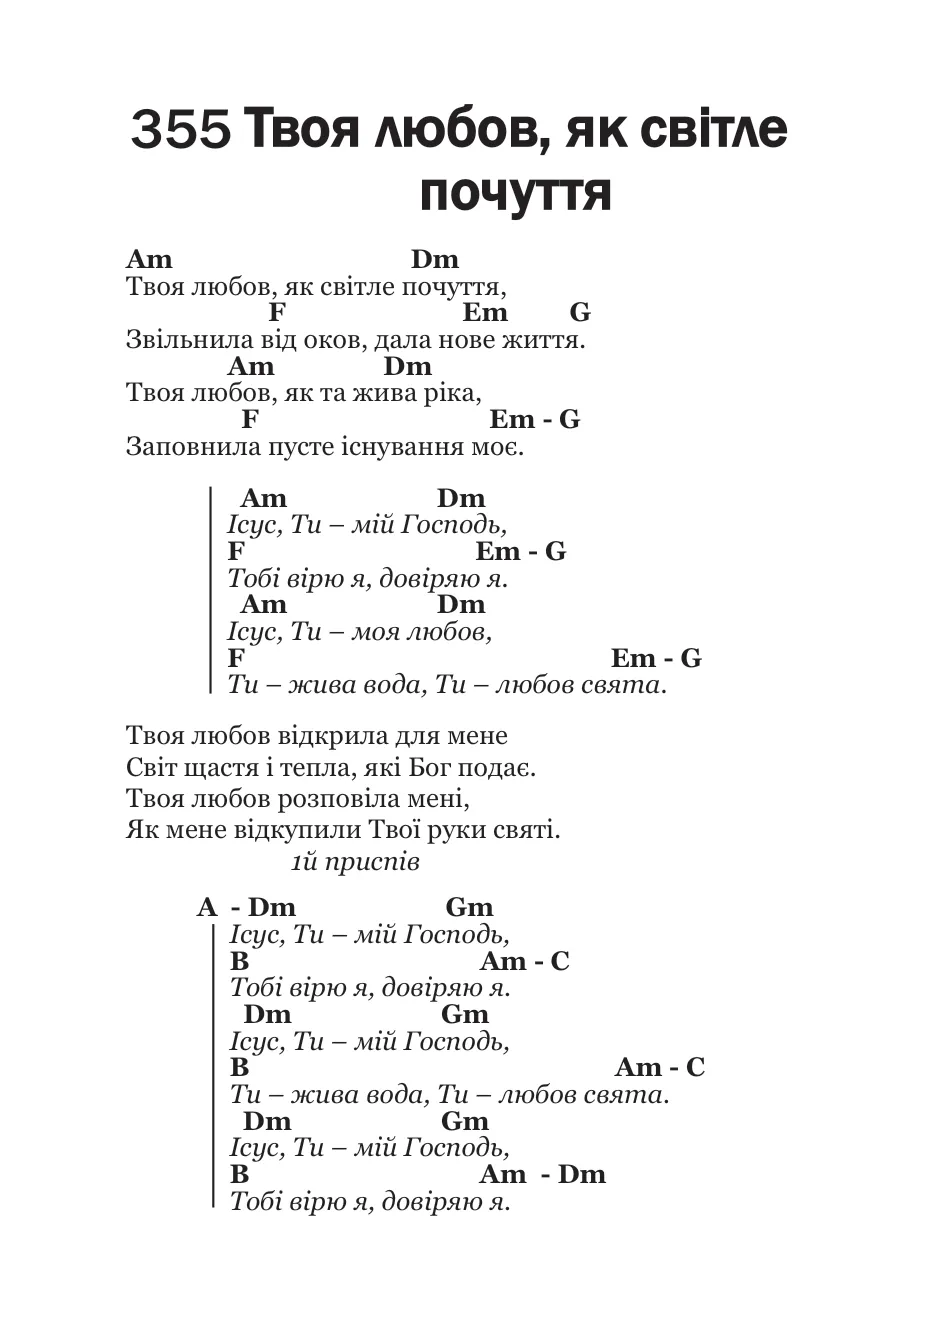 355 Твоя любов, як світле
почуття
Am Dm
Твоя любов, як світле почуття,
F Em G
Звільнила від оков, дала нове життя.
Am Dm
Твоя любов, як та жива ріка,
F Em - G
Заповнила пусте існування моє.
Am Dm
Ісус, Ти – мій Господь,
F Em - G
Тобі вірю я, довіряю я.
Am Dm
Ісус, Ти – моя любов,
F Em - G
Ти – жива вода, Ти – любов свята.
Твоя любов відкрила для мене
Світ щастя і тепла, які Бог подає.
Твоя любов розповіла мені,
Як мене відкупили Твої руки святі.
1й приспів
A - Dm Gm
Ісус, Ти – мій Господь,
B Am - C
Тобі вірю я, довіряю я.
Dm Gm
Ісус, Ти – мій Господь,
B Am - C
Ти – жива вода, Ти – любов свята.
Dm Gm
Ісус, Ти – мій Господь,
B Am - Dm
Тобі вірю я, довіряю я.